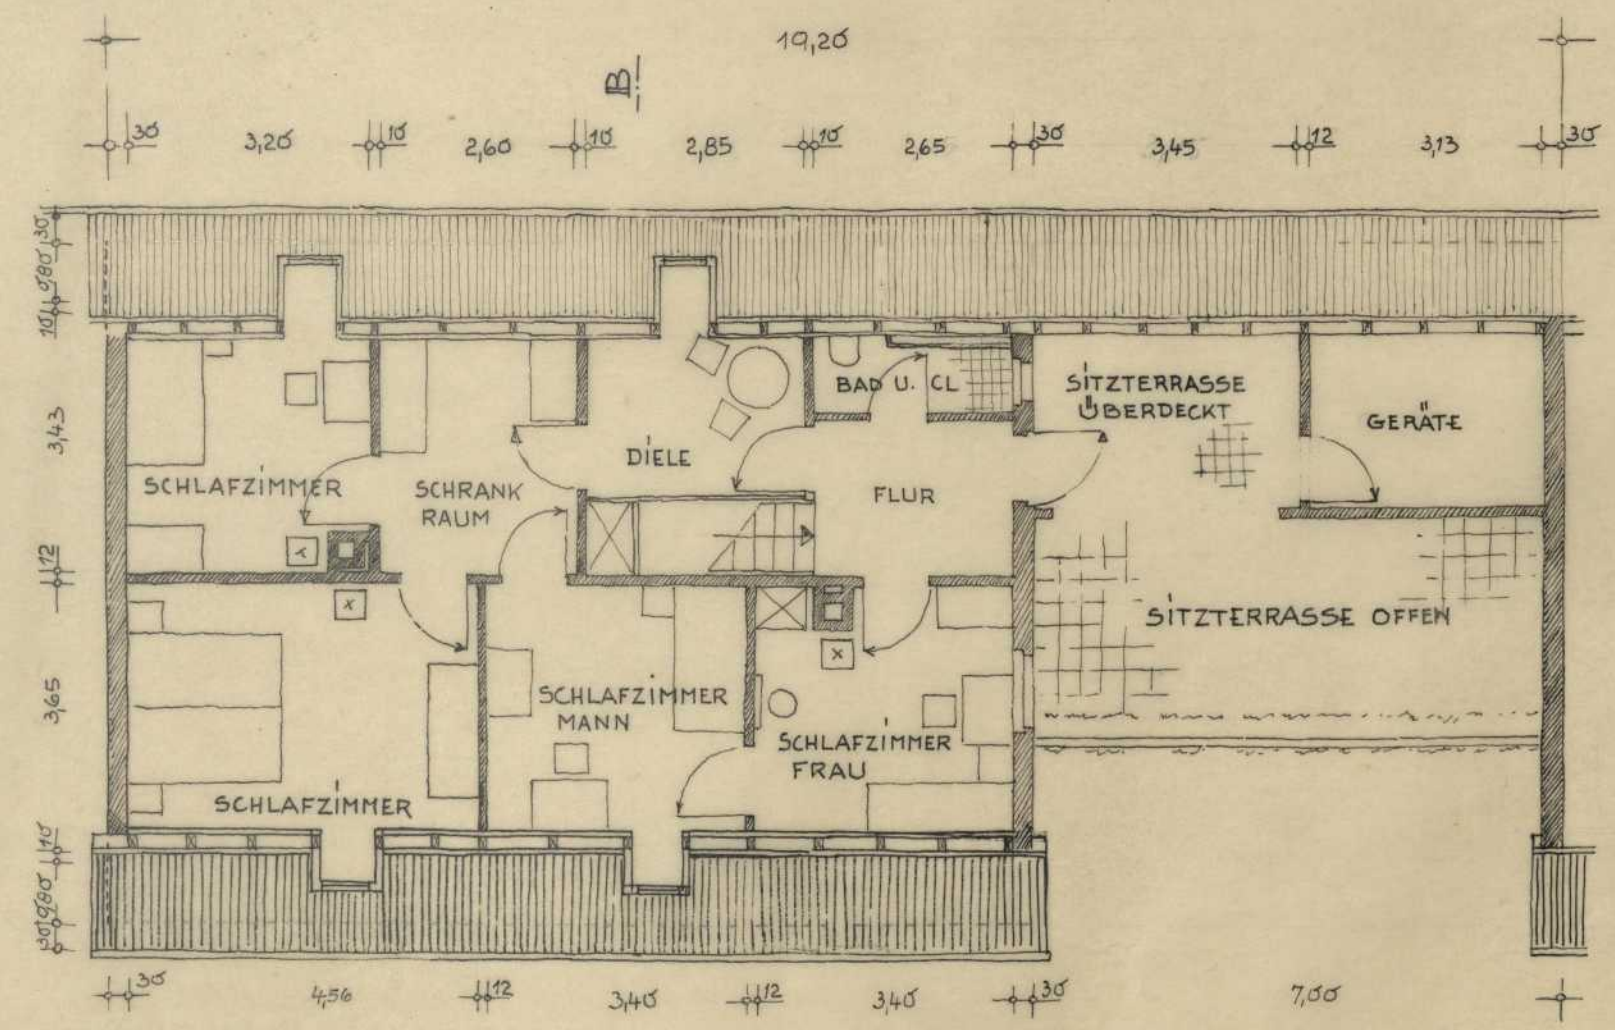 19,20
B
30 3,20 10 2,60 10 2,85 10 2,65 30 3,45 12 3,13 30
30
0,80
10
3,43
12
3,65
10
0,80
30
SCHLAFZIMMER
SCHRANK
RAUM
DIELE
BAD U. CL
FLUR
SITZTERRASSE
ÜBERDECKT
GERÄTE
SITZTERRASSE OFFEN
SCHLAFZIMMER
SCHLAFZIMMER
MANN
SCHLAFZIMMER
FRAU
30 4,56 12 3,40 12 3,40 30 7,00